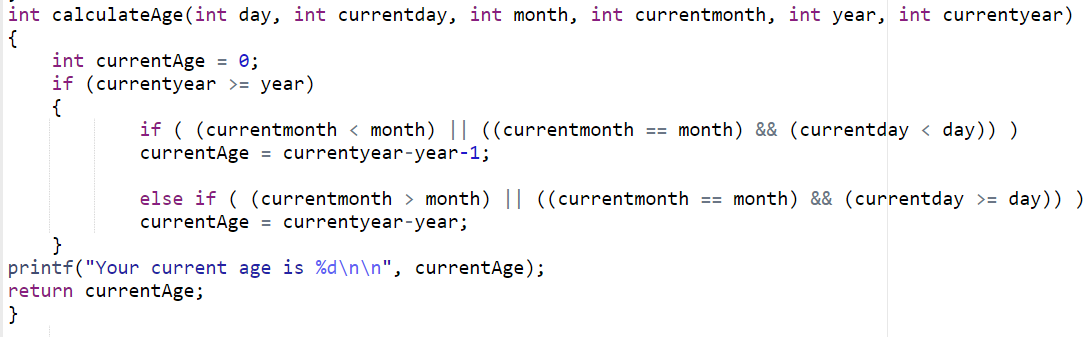 int calculateAge(int day, int currentday, int month, int currentmonth, int year, int currentyear)
{
    int currentAge = 0;
    if (currentyear >= year)
    {
            if ( (currentmonth < month) || ((currentmonth == month) && (currentday < day)) )
            currentAge = currentyear-year-1;

            else if ( (currentmonth > month) || ((currentmonth == month) && (currentday >= day)) )
            currentAge = currentyear-year;
    }
printf("Your current age is %d\n\n", currentAge);
return currentAge;
}